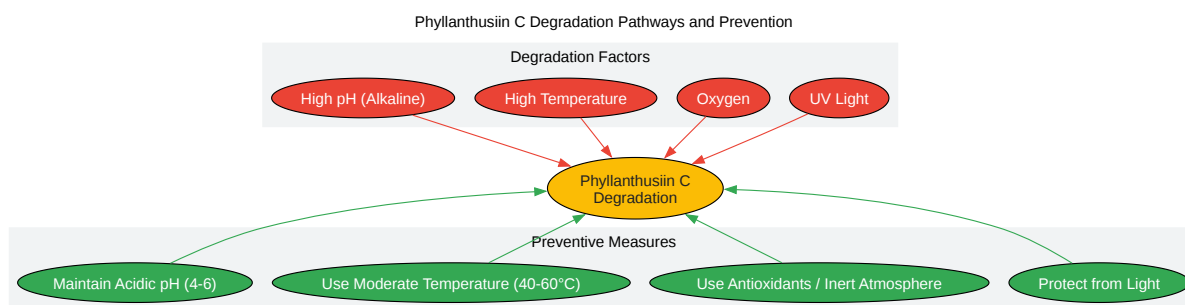 Phyllanthusiin C Degradation Pathways and Prevention
Degradation Factors
High pH (Alkaline)
High Temperature
Oxygen
UV Light
Phyllanthusiin C
Degradation
Preventive Measures
Maintain Acidic pH (4-6)
Use Moderate Temperature (40-60°C)
Use Antioxidants / Inert Atmosphere
Protect from Light